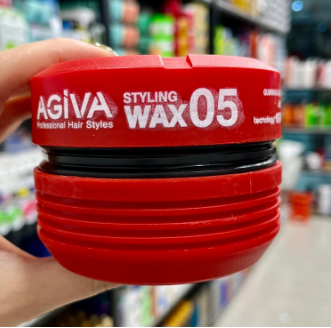 AGiVA
Professional Hair Styles
STYLING
WAX 05